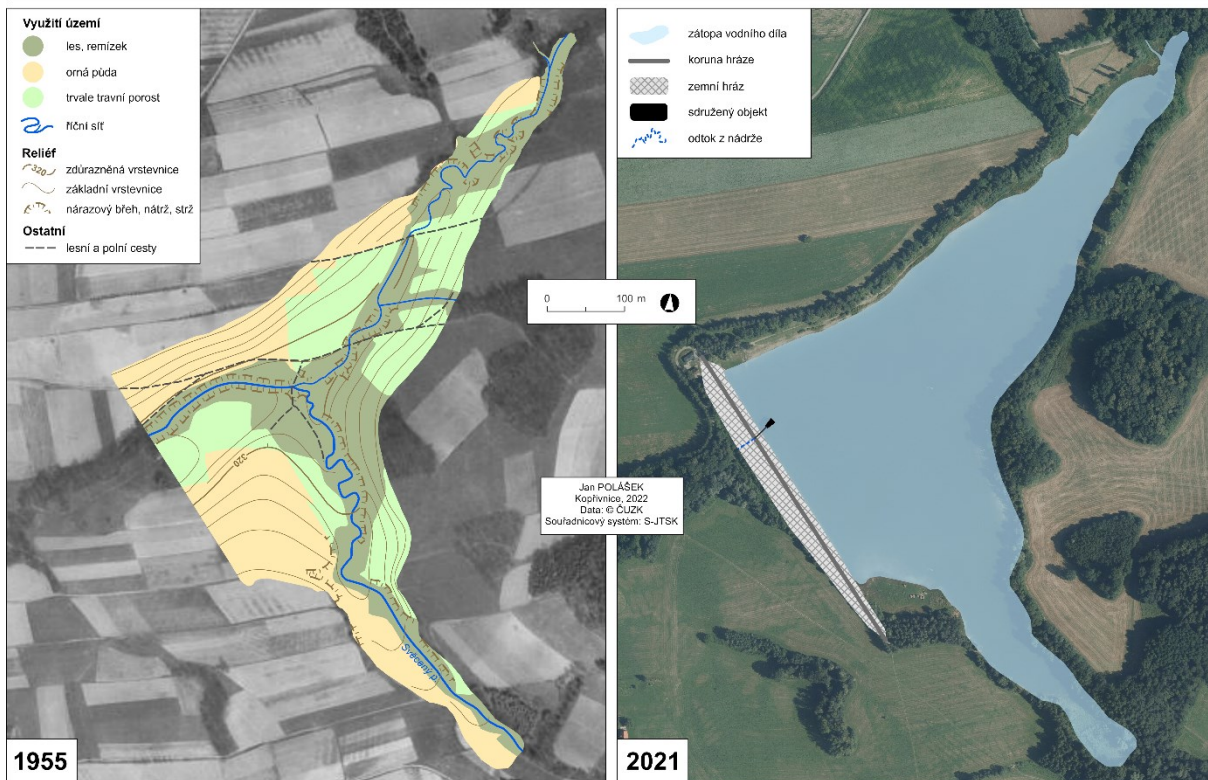 Využití území
les, remízek
orná půda
trvale travní porost
říční síť
Reliéf
320
zdůrazněná vrstevnice
základní vrstevnice
nárazový břeh, nátrž, strž
Ostatní
lesní a polní cesty
320
Svěcený p.
1955
zátopa vodního díla
koruna hráze
zemní hráz
sdružený objekt
odtok z nádrže
0 100 m
Jan POLÁŠEK
Kopřivnice, 2022
Data: © ČUZK
Souřadnicový systém: S-JTSK
2021